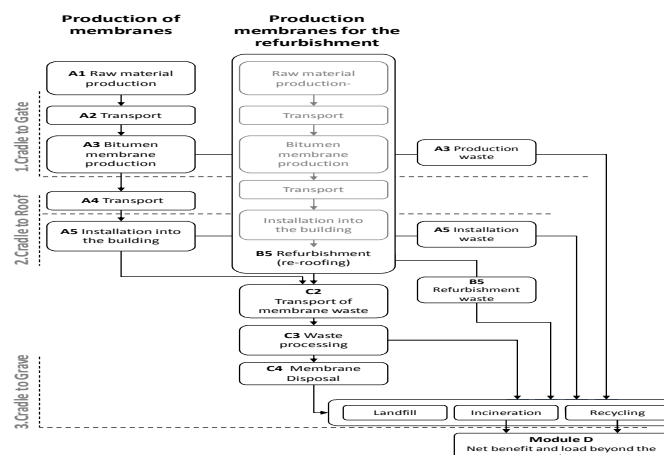 Production of
membranes
Production
membranes for the
refurbishment
A1 Raw material
production
Raw material
production-
A2 Transport
Transport
A3 Bitumen
membrane
production
Bitumen
membrane
production
A3 Production
waste
A4 Transport
Transport
A5 Installation into
the building
Installation into
the building
A5 Installation
waste
B5 Refurbishment
(re-roofing)
B5
Refurbishment
waste
C2
Transport of
membrane waste
C3 Waste
processing
C4 Membrane
Disposal
Landfill
Incineration
Recycling
Module D
Net benefit and load beyond the
1.Cradle to Gate
2.Cradle to Roof
3.Cradle to Grave